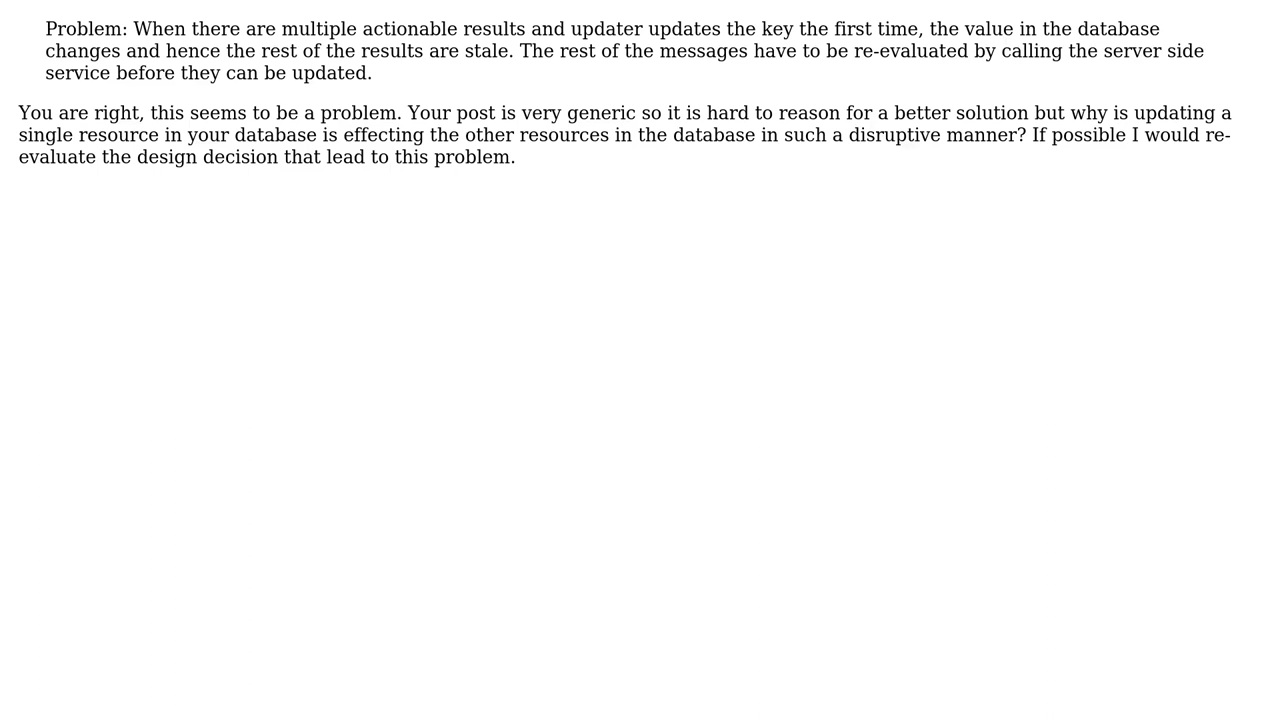 Problem: When there are multiple actionable results and updater updates the key the first time, the value in the database
changes and hence the rest of the results are stale. The rest of the messages have to be re-evaluated by calling the server side
service before they can be updated.
You are right, this seems to be a problem. Your post is very generic so it is hard to reason for a better solution but why is updating a
single resource in your database is effecting the other resources in the database in such a disruptive manner? If possible I would re-
evaluate the design decision that lead to this problem.